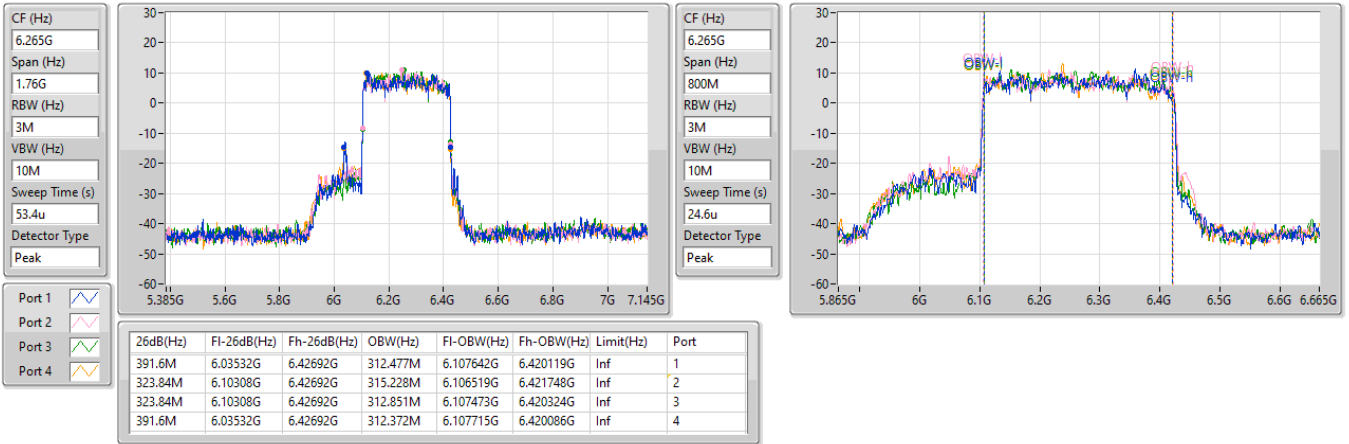 CF (Hz)
6.265G
Span (Hz)
1.76G
RBW (Hz)
3M
VBW (Hz)
10M
Sweep Time (s)
53.4u
Detector Type
Peak
30
20
10
0
-10
-20
-30
-40
-50
-60
5.385G 5.6G 5.8G 6G 6.2G 6.4G 6.6G 6.8G 7G 7.145G
CF (Hz)
6.265G
Span (Hz)
800M
RBW (Hz)
3M
VBW (Hz)
10M
Sweep Time (s)
24.6u
Detector Type
Peak
30
20
10
0
-10
-20
-30
-40
-50
-60
OBW-l OBW-h
5.865G 6G 6.1G 6.2G 6.3G 6.4G 6.5G 6.6G 6.665G
Port 1
Port 2
Port 3
Port 4
26dB(Hz) Fl-26dB(Hz) Fh-26dB(Hz) OBW(Hz) Fl-OBW(Hz) Fh-OBW(Hz) Limit(Hz) Port
391.6M 6.03532G 6.42692G 312.477M 6.107642G 6.420119G Inf 1
323.84M 6.10308G 6.42692G 315.228M 6.106519G 6.421748G Inf 2
323.84M 6.10308G 6.42692G 312.851M 6.107473G 6.420324G Inf 3
391.6M 6.03532G 6.42692G 312.372M 6.107715G 6.420086G Inf 4